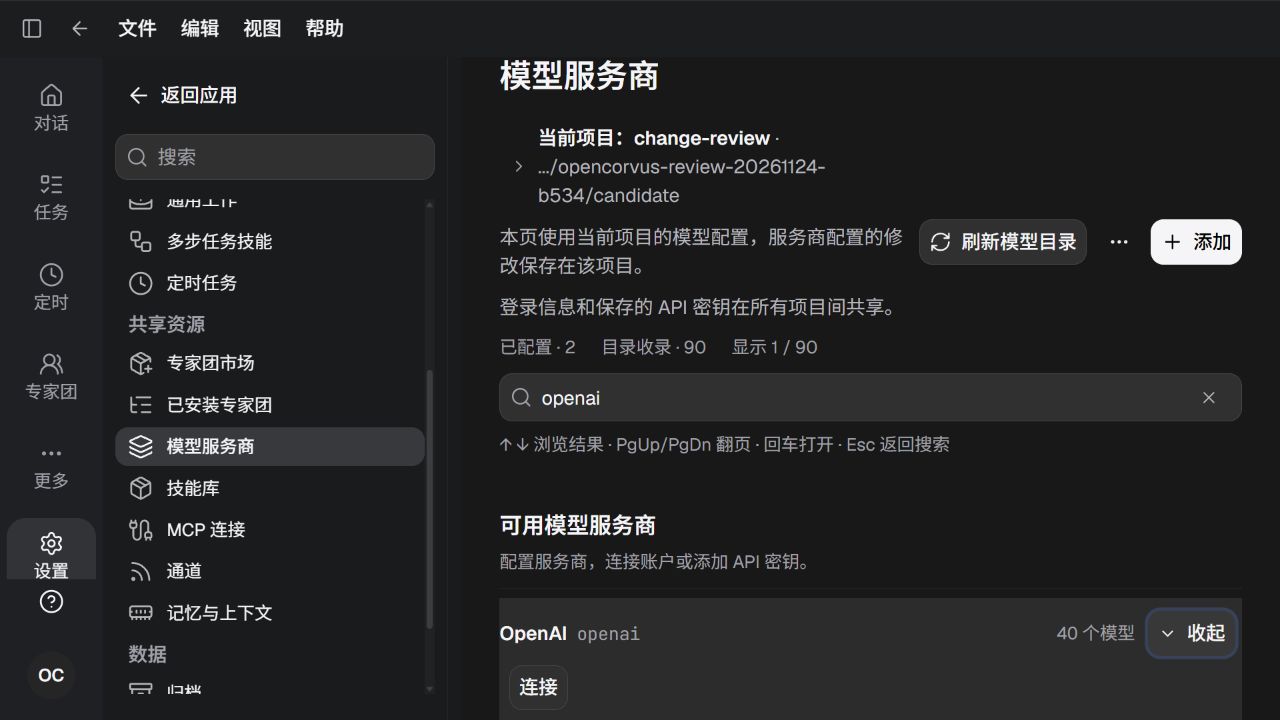 文件 编辑 视图 帮助
对话
任务
定时
专家团
更多
设置
OC
返回应用
搜索
通用工作
多步任务技能
定时任务
共享资源
专家团市场
已安装专家团
模型服务商
技能库
MCP 连接
通道
记忆与上下文
数据
归档
模型服务商
当前项目：change-review ·
.../opencorvus-review-20261124-
b534/candidate
本页使用当前项目的模型配置，服务商配置的修
改保存在该项目。
刷新模型目录
添加
登录信息和保存的 API 密钥在所有项目间共享。
已配置 · 2 目录收录 · 90 显示 1 / 90
openai
↑↓ 浏览结果 · PgUp/PgDn 翻页 · 回车打开 · Esc 返回搜索
可用模型服务商
配置服务商，连接账户或添加 API 密钥。
OpenAI openai 40 个模型 收起
连接